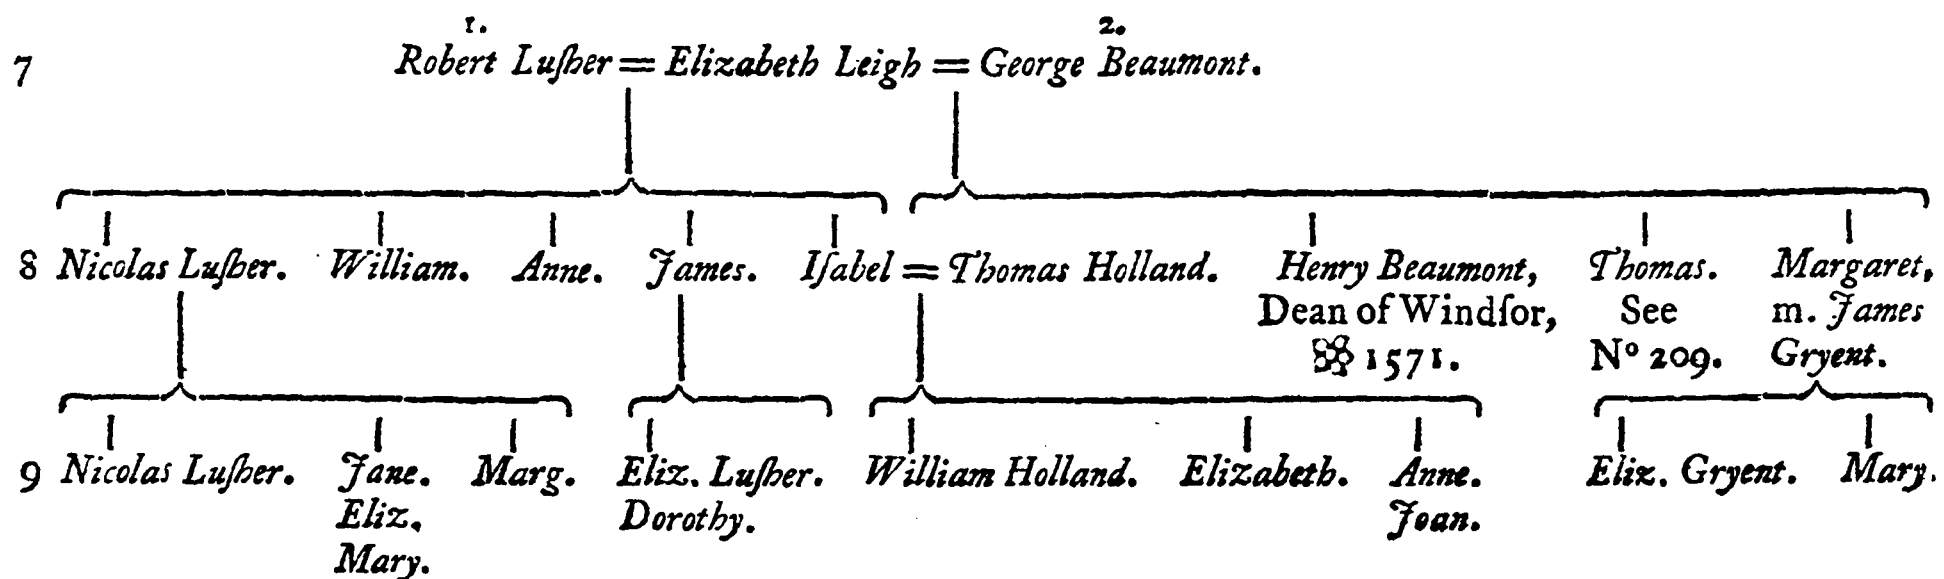 1. 2.
7 Robert Luſher = Elizabeth Leigh = George Beaumont.
8 Nicolas Luſher. William. Anne. James. Iſabel = Thomas Holland. Henry Beaumont, Thomas. Margaret,
Dean of Windſor, See m. James
1571. Nº 209. Gryent.
9 Nicolas Luſher. Jane. Marg. Eliz. Luſher. William Holland. Elizabeth. Anne. Eliz. Gryent. Mary.
Eliz. Dorothy. Joan.
Mary.